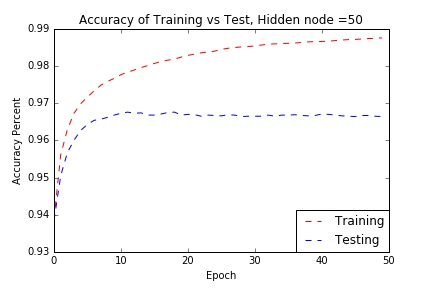 Accuracy of Training vs Test, Hidden node =50
Accuracy Percent
0.99
0.98
0.97
0.96
0.95
0.94
0.93
0 10 20 30 40 50
Epoch
Training
Testing